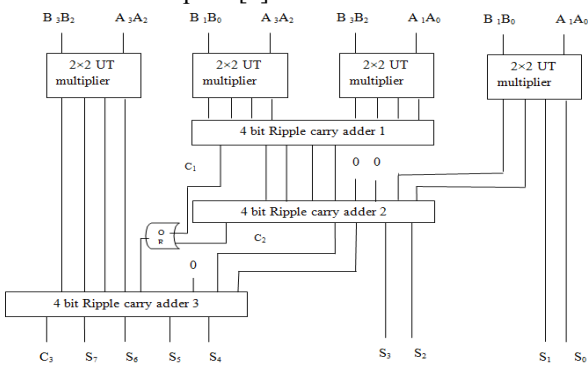 B 3B2 A 3A2 B 1B0 A 3A2 B 3B2 A 1A0 B 1B0 A 1A0
2×2 UT multiplier
2×2 UT multiplier
2×2 UT multiplier
2×2 UT multiplier
4 bit Ripple carry adder 1
C1
0 0
4 bit Ripple carry adder 2
O
R
C2
0
4 bit Ripple carry adder 3
C3 S7 S6 S5 S4 S3 S2 S1 S0